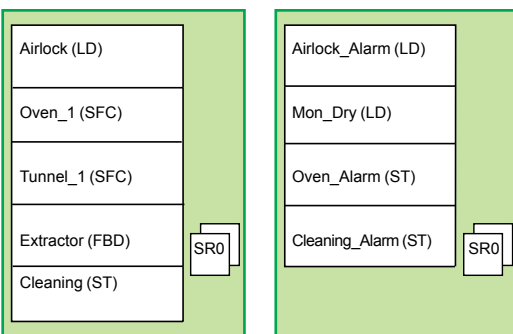 Airlock (LD)
Oven_1 (SFC)
Tunnel_1 (SFC)
Extractor (FBD)
Cleaning (ST)
SR0
Airlock_Alarm (LD)
Mon_Dry (LD)
Oven_Alarm (ST)
Cleaning_Alarm (ST)
SR0